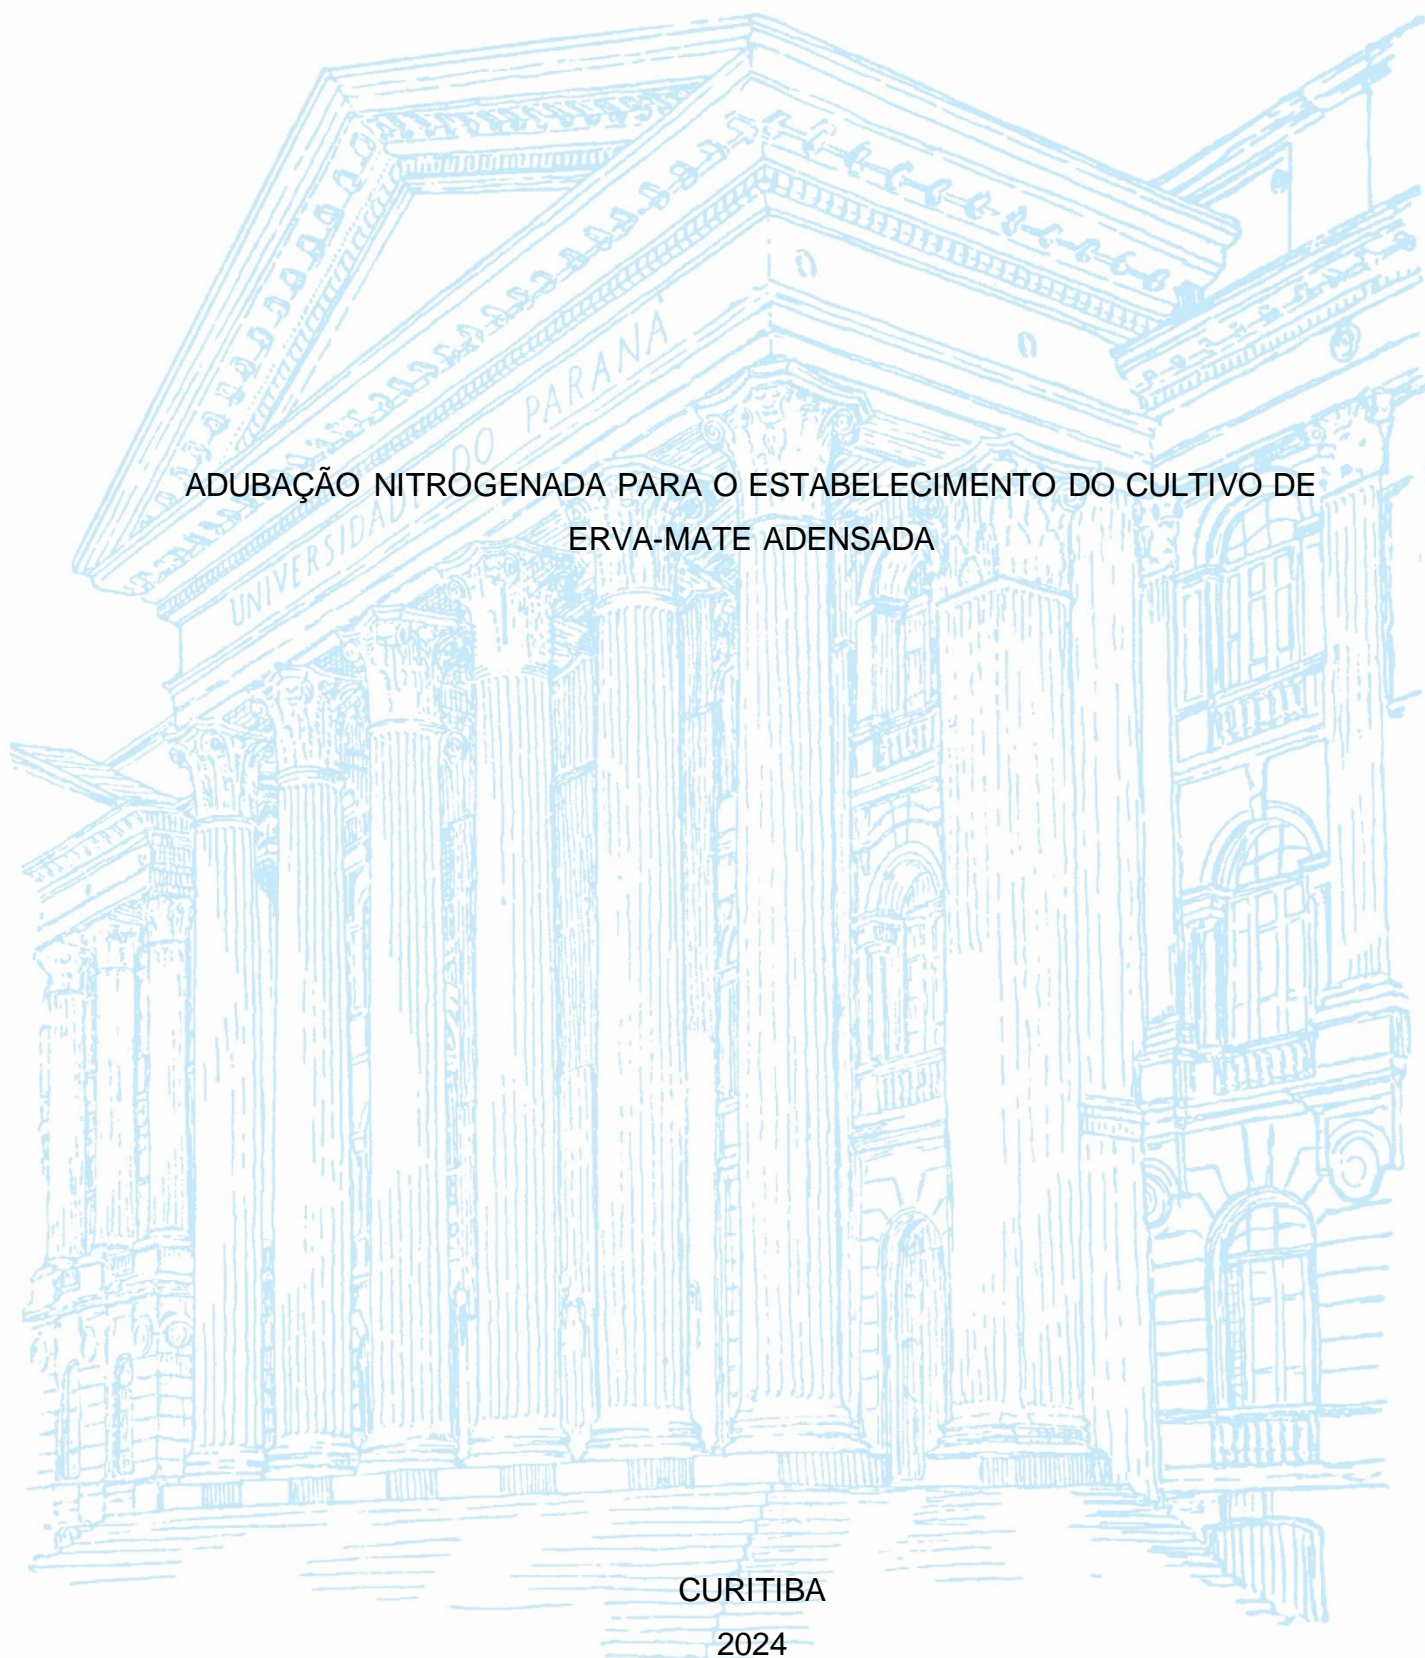 UNIVERSIDADE DO PARANÁ
ADUBAÇÃO NITROGENADA PARA O ESTABELECIMENTO DO CULTIVO DE
ERVA-MATE ADENSADA
CURITIBA
2024